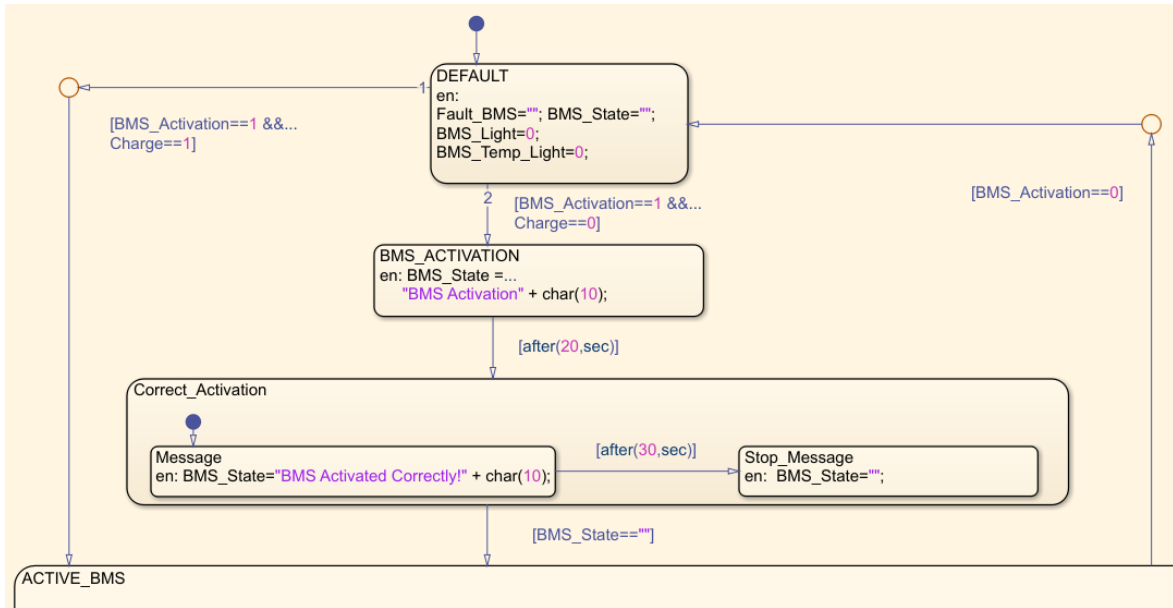 DEFAULT
en:
Fault_BMS=""; BMS_State="";
BMS_Light=0;
BMS_Temp_Light=0;
1
[BMS_Activation==1 &&...
Charge==1]
[BMS_Activation==0]
2
[BMS_Activation==1 &&...
Charge==0]
BMS_ACTIVATION
en: BMS_State =...
"BMS Activation" + char(10);
[after(20,sec)]
Correct_Activation
Message
en: BMS_State="BMS Activated Correctly!" + char(10);
[after(30,sec)]
Stop_Message
en:  BMS_State="";
[BMS_State==""]
ACTIVE_BMS